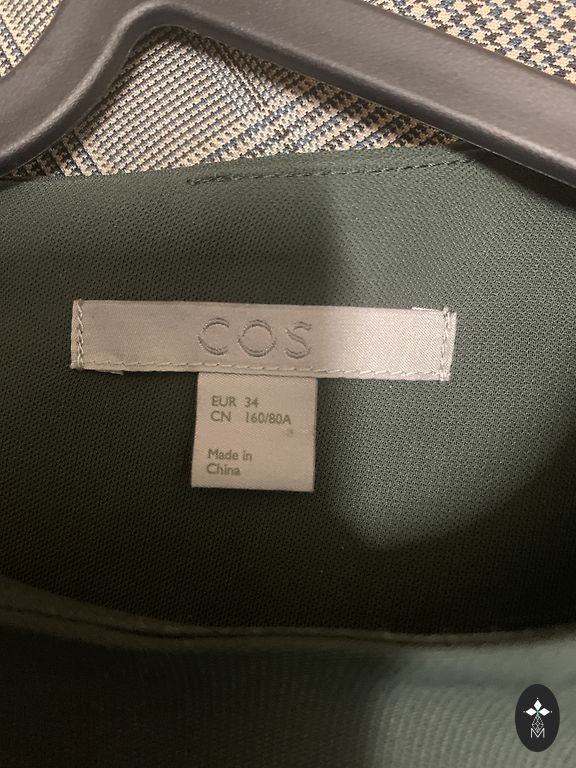 COS
EUR 34
CN 160/80A
Made in
China
M